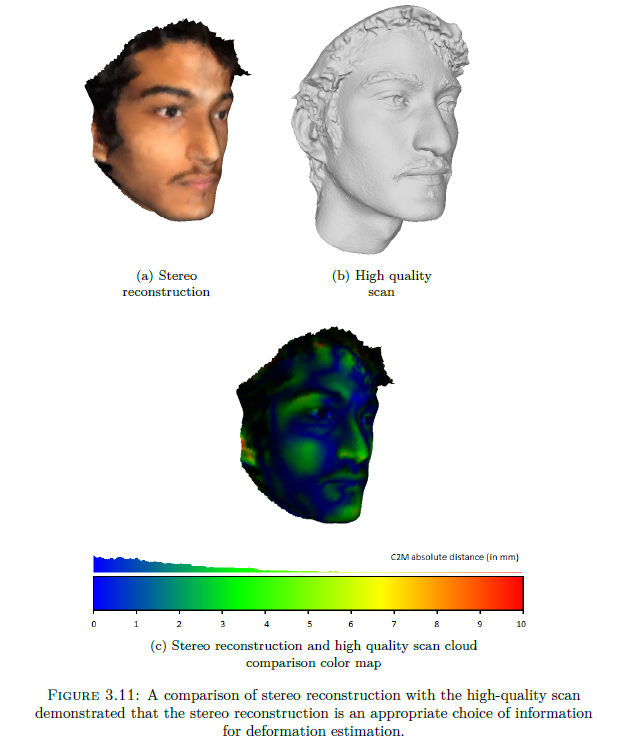 (a) Stereo
reconstruction
(b) High quality
scan
C2M absolute distance (in mm)
0 1 2 3 4 5 6 7 8 9 10
(c) Stereo reconstruction and high quality scan cloud
comparison color map
FIGURE 3.11: A comparison of stereo reconstruction with the high-quality scan
demonstrated that the stereo reconstruction is an appropriate choice of information
for deformation estimation.